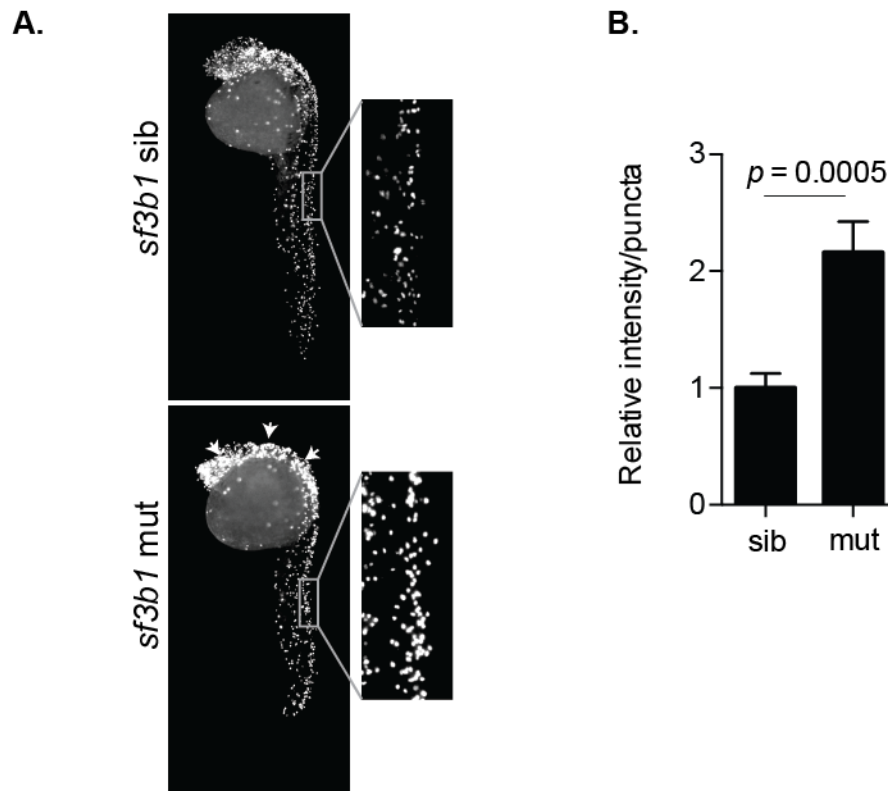 A.
sf3b1 sib
sf3b1 mut
B.
Relative intensity/puncta
3
2
1
0
p = 0.0005
sib
mut